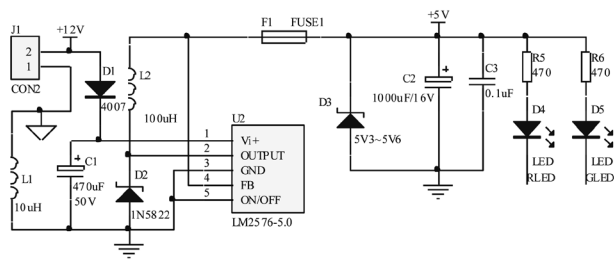 J1
+12V
2
1
CON2
D1
4007
L2
100uH
F1 FUSE1
+5V
U2
1 Vi+
2 OUTPUT
3 GND
4 FB
5 ON/OFF
LM2576-5.0
L1
10uH
C1
470uF
50V
D2
1N5822
D3
5V3~5V6
C2
1000uF/16V
C3
0.1uF
R5
470
R6
470
D4
D5
LED
RLED
LED
GLED